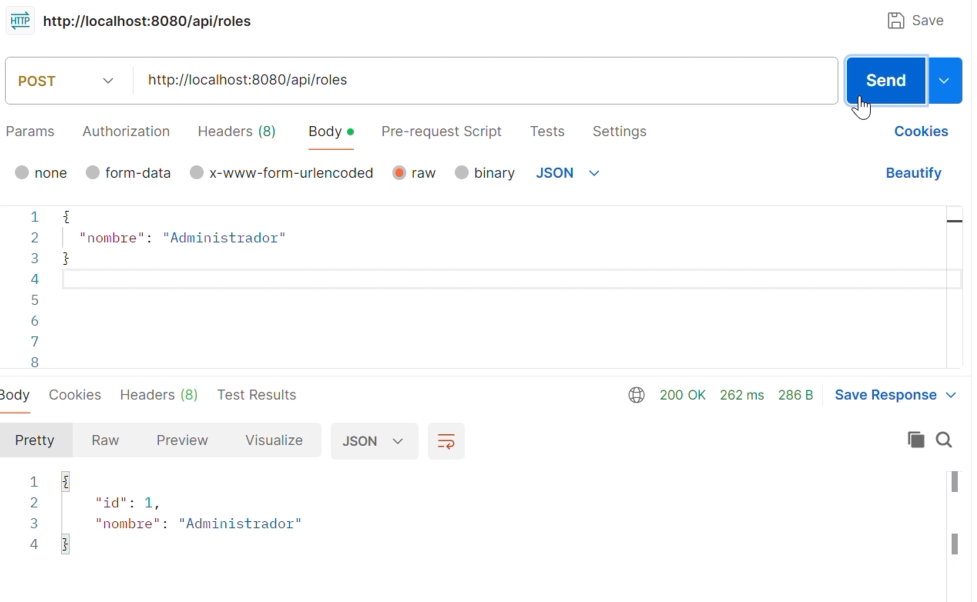 HTTP http://localhost:8080/api/roles Save
POST http://localhost:8080/api/roles Send
Params Authorization Headers (8) Body Pre-request Script Tests Settings Cookies
none form-data x-www-form-urlencoded raw binary JSON Beautify
1 {
2 "nombre": "Administrador"
3 }
4
5
6
7
8
Body Cookies Headers (8) Test Results 200 OK 262 ms 286 B Save Response
Pretty Raw Preview Visualize JSON
1 {
2 "id": 1,
3 "nombre": "Administrador"
4 }